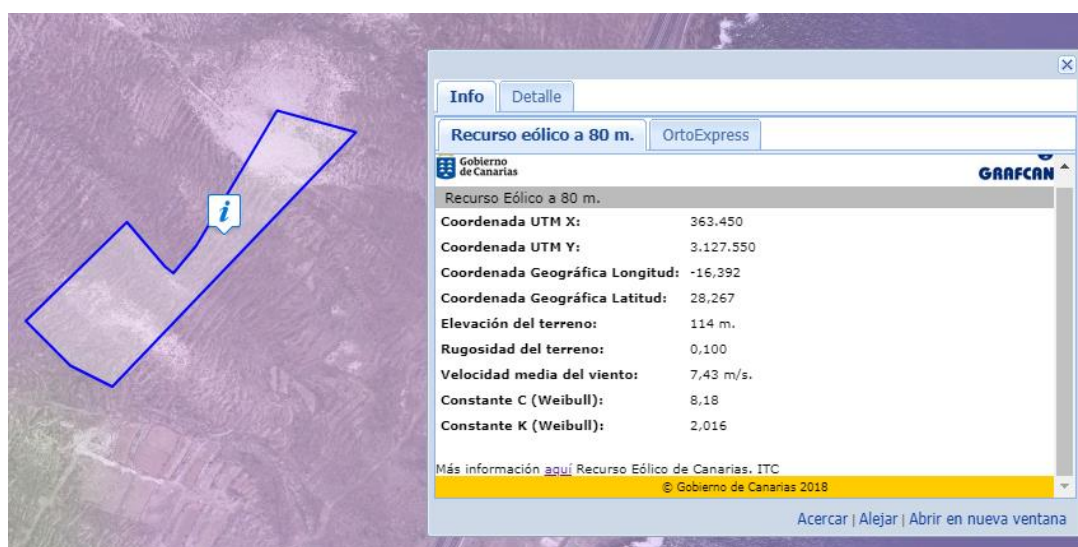 Info Detalle
Recurso eólico a 80 m. OrtoExpress
Gobierno
de Canarias
GRAFCAN
Recurso Eólico a 80 m.
Coordenada UTM X: 363.450
Coordenada UTM Y: 3.127.550
Coordenada Geográfica Longitud: -16,392
Coordenada Geográfica Latitud: 28,267
Elevación del terreno: 114 m.
Rugosidad del terreno: 0,100
Velocidad media del viento: 7,43 m/s.
Constante C (Weibull): 8,18
Constante K (Weibull): 2,016
Más información aquí Recurso Eólico de Canarias. ITC
© Gobierno de Canarias 2018
Acercar | Alejar | Abrir en nueva ventana